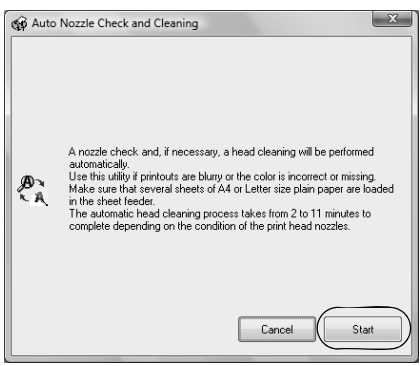 Auto Nozzle Check and Cleaning
A nozzle check and, if necessary, a head cleaning will be performed
automatically.
Use this utility if printouts are blurry or the color is incorrect or missing.
Make sure that several sheets of A4 or Letter size plain paper are loaded
in the sheet feeder.
The automatic head cleaning process takes from 2 to 11 minutes to
complete depending on the condition of the print head nozzles.
Cancel Start